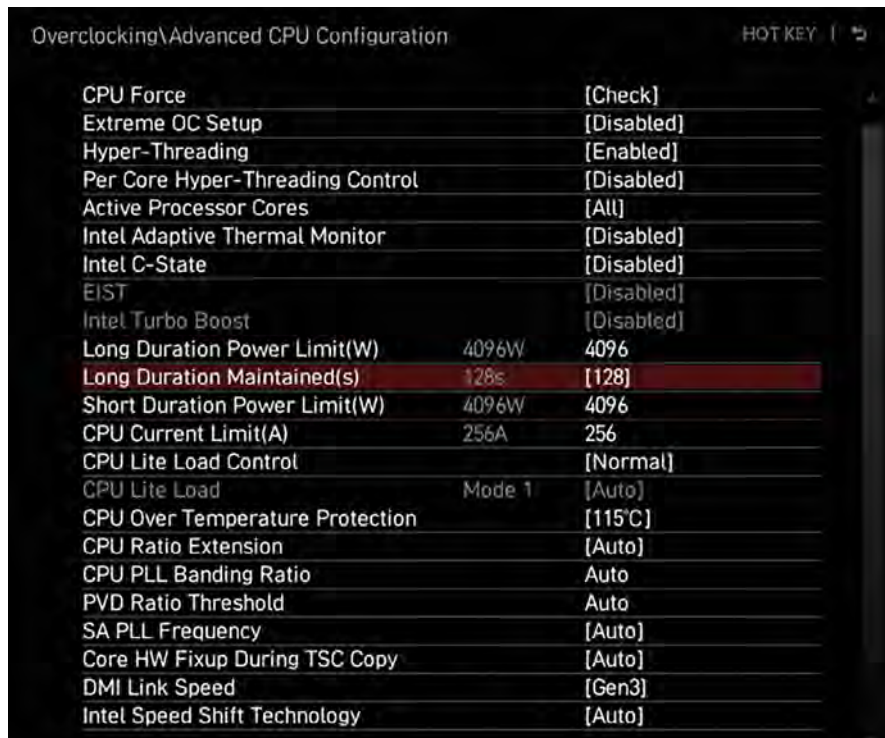 Overclocking\Advanced CPU Configuration HOT KEY |
CPU Force [Check]
Extreme OC Setup [Disabled]
Hyper-Threading [Enabled]
Per Core Hyper-Threading Control [Disabled]
Active Processor Cores [All]
Intel Adaptive Thermal Monitor [Disabled]
Intel C-State [Disabled]
EIST [Disabled]
Intel Turbo Boost [Disabled]
Long Duration Power Limit(W) 4096W 4096
Long Duration Maintained(s) 128s [128]
Short Duration Power Limit(W) 4096W 4096
CPU Current Limit(A) 256A 256
CPU Lite Load Control [Normal]
CPU Lite Load Mode 1 [Auto]
CPU Over Temperature Protection [115°C]
CPU Ratio Extension [Auto]
CPU PLL Banding Ratio Auto
PVD Ratio Threshold Auto
SA PLL Frequency [Auto]
Core HW Fixup During TSC Copy [Auto]
DMI Link Speed [Gen3]
Intel Speed Shift Technology [Auto]